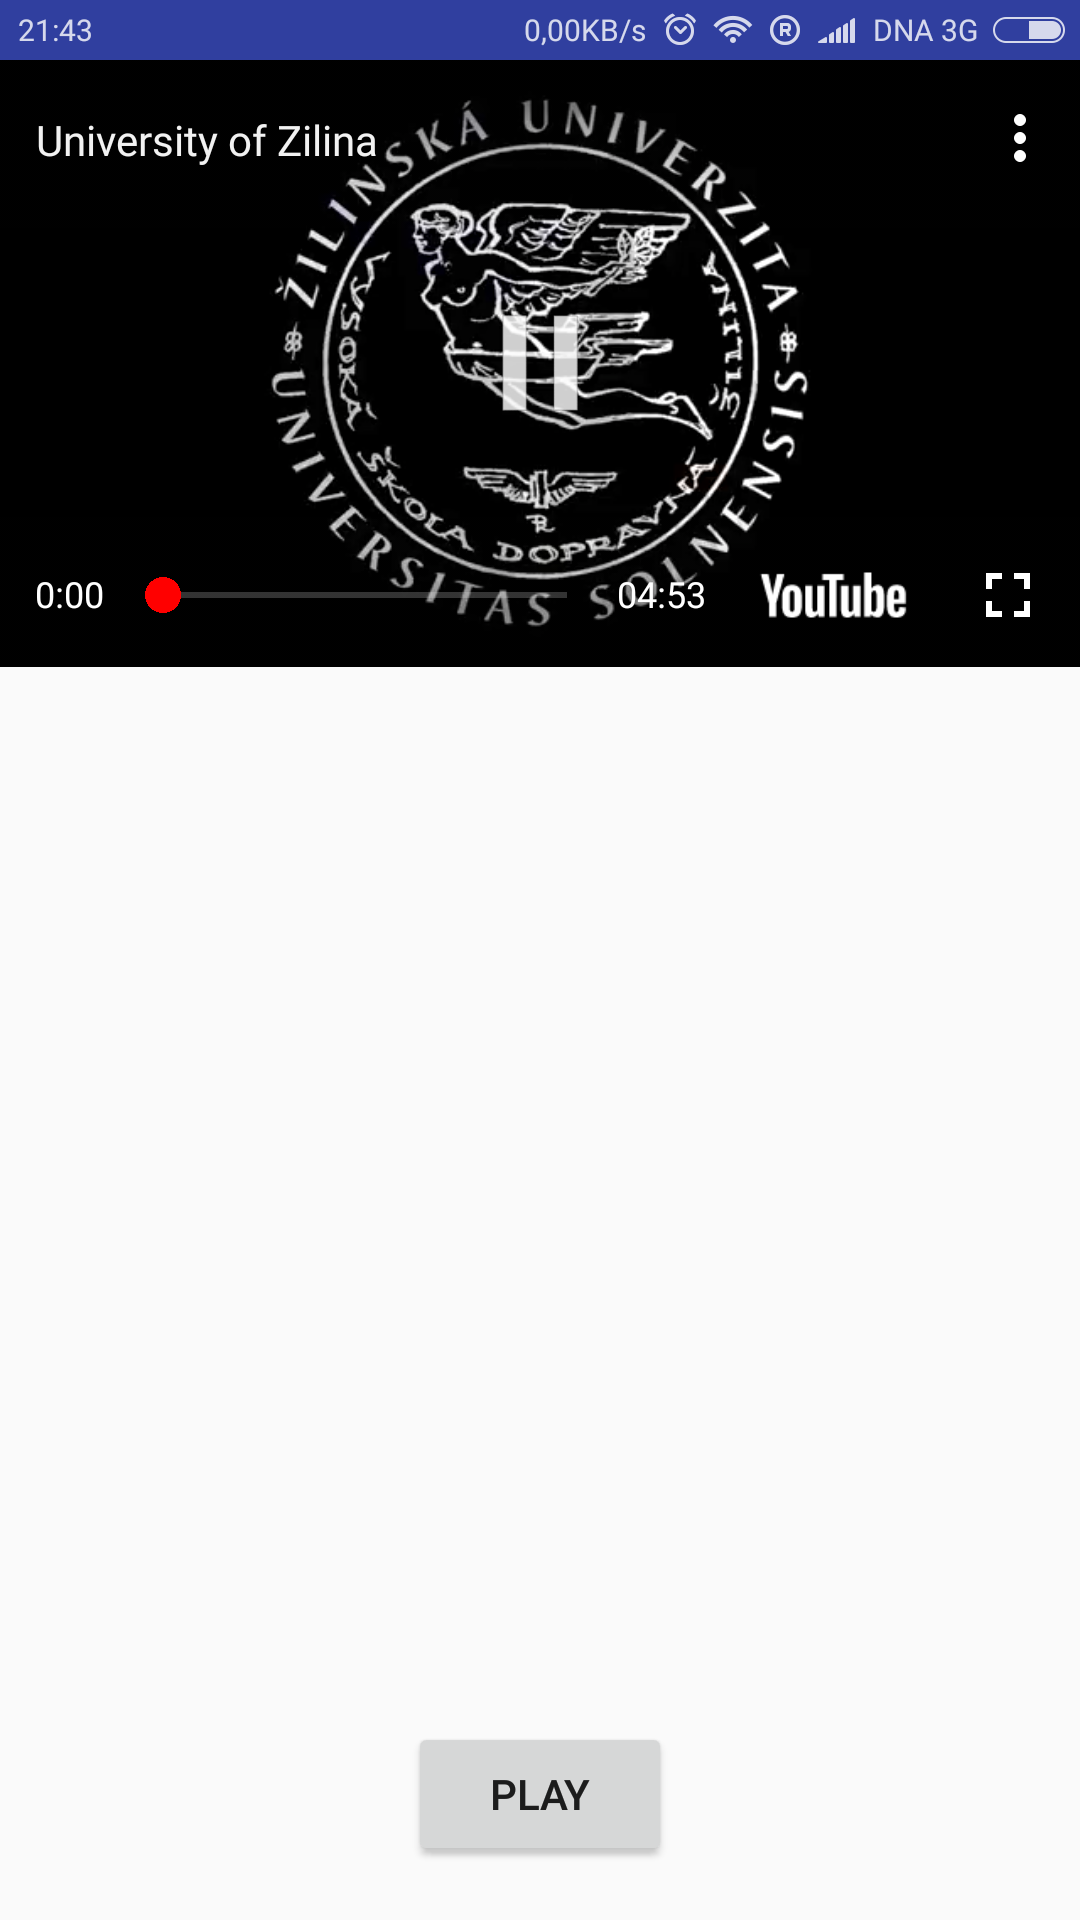 21:43 0,00KB/s R DNA 3G
University of Zilina
ŽILINSKÁ UNIVERZITA
UNIVERSITAS SOLNENSIS
VYSOKÁ ŠKOLA DOPRAVNÁ
ŽILINA
0:00 04:53 YouTube
PLAY